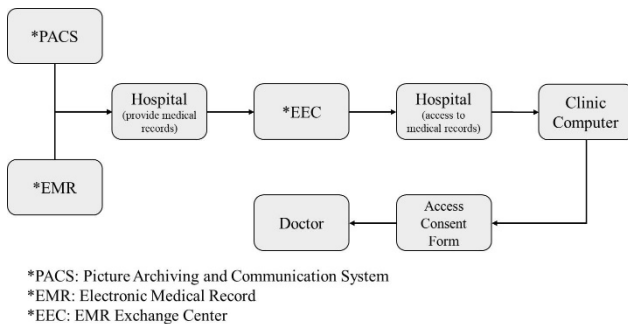 *PACS
Hospital
(provide medical
records)
*EEC
Hospital
(access to
medical records)
Clinic
Computer
*EMR
Doctor
Access
Consent
Form
*PACS: Picture Archiving and Communication System
*EMR: Electronic Medical Record
*EEC: EMR Exchange Center